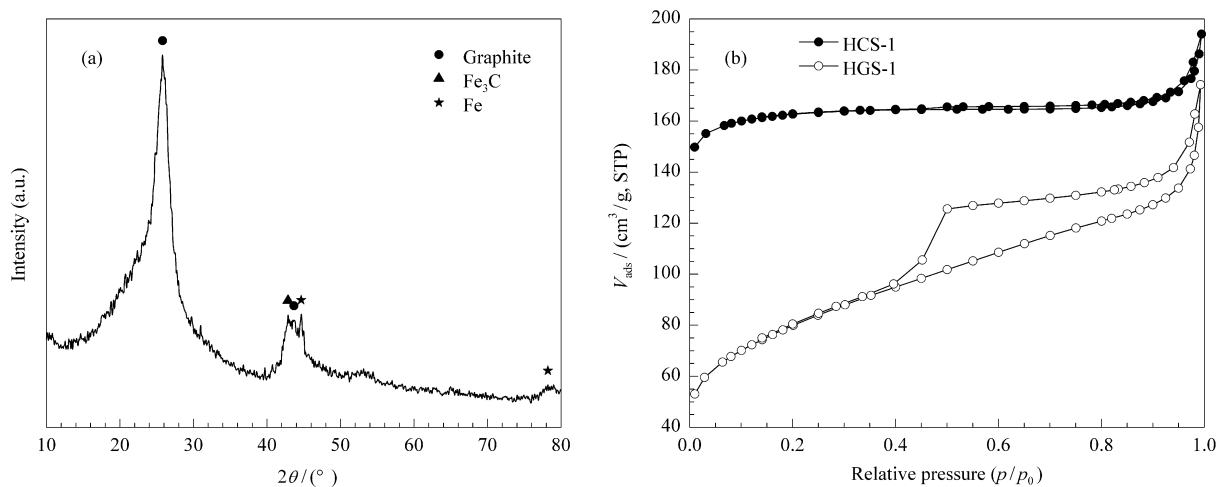 (a)
● Graphite
▲ Fe₃C
★ Fe
Intensity (a.u.)
10 20 30 40 50 60 70 80
2θ/(°)
(b)
HCS-1
HGS-1
200
180
160
140
120
100
80
60
40
V_ads / (cm³/g, STP)
0.0 0.2 0.4 0.6 0.8 1.0
Relative pressure (p/p₀)